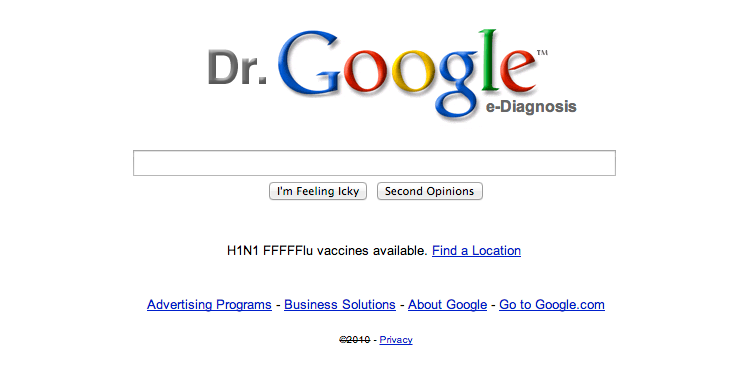 Dr. Google™
e-Diagnosis
I'm Feeling Icky Second Opinions
H1N1 FFFFFlu vaccines available. Find a Location
Advertising Programs - Business Solutions - About Google - Go to Google.com
©2010 - Privacy